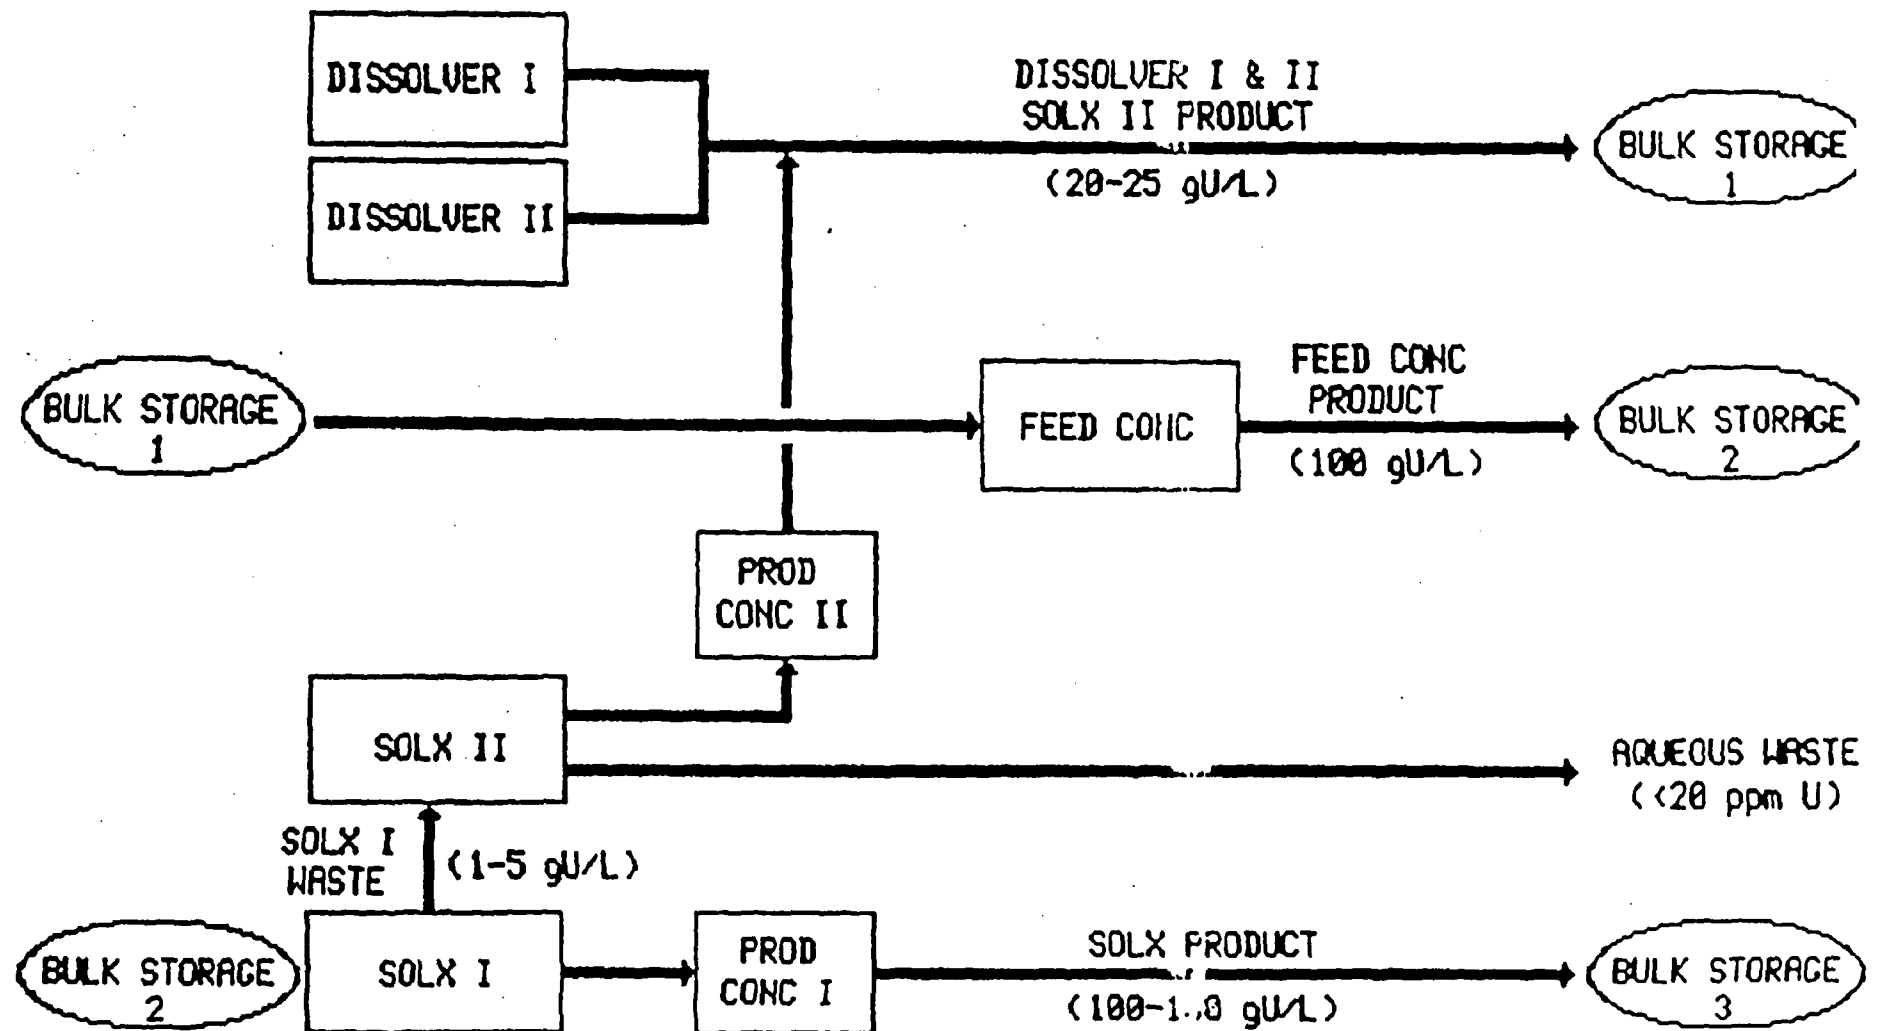 DISSOLVER I
DISSOLVER I & II
SOLX II PRODUCT
(20-25 gU/L)
BULK STORAGE
1
DISSOLVER II
BULK STORAGE
1
FEED CONC
FEED CONC
PRODUCT
(100 gU/L)
BULK STORAGE
2
PROD
CONC II
SOLX II
AQUEOUS WASTE
(<20 ppm U)
SOLX I
WASTE
(1-5 gU/L)
BULK STORAGE
2
SOLX I
PROD
CONC I
SOLX PRODUCT
BULK STORAGE
3